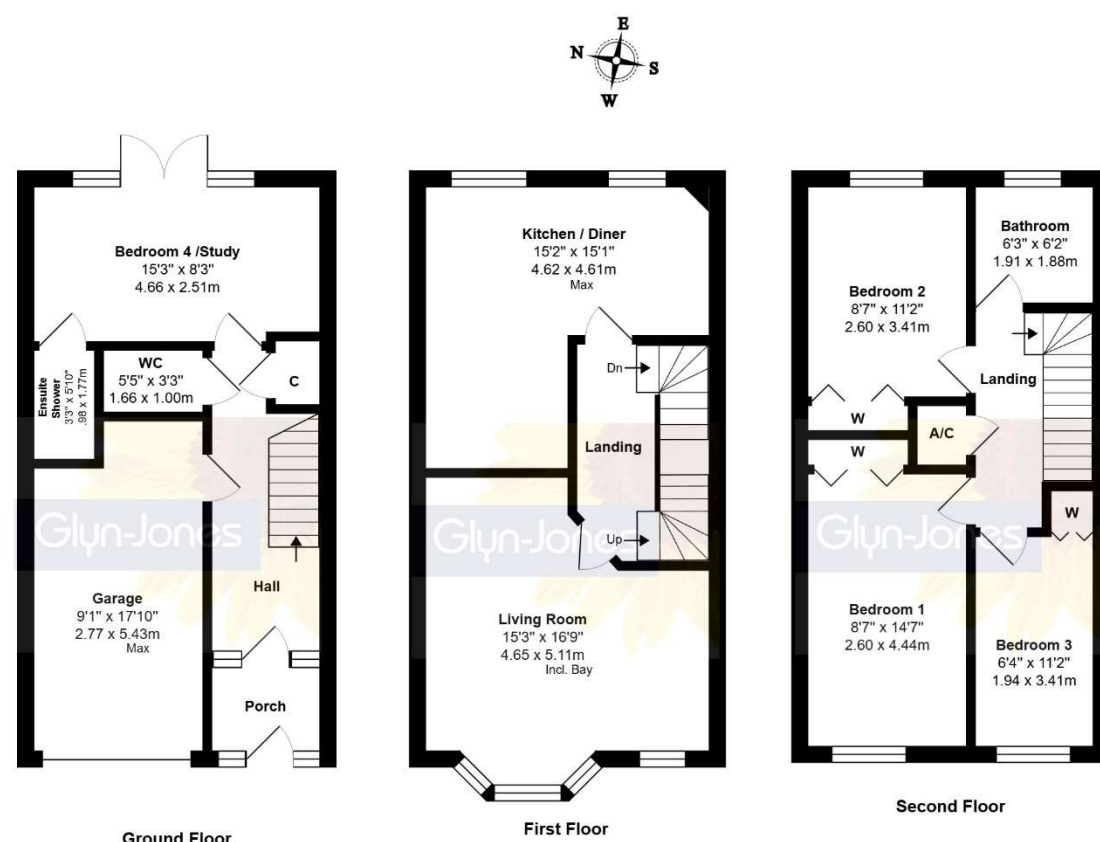 E
N
S
W
Bedroom 4 /Study
15'3" x 8'3"
4.66 x 2.51m
WC
5'5" x 3'3"
1.66 x 1.00m
C
Ensuite
Shower
3'3" x 5'10"
.98 x 1.77m
Glyn-Jones
Hall
Garage
9'1" x 17'10"
2.77 x 5.43m
Max
Porch
Ground Floor
Kitchen / Diner
15'2" x 15'1"
4.62 x 4.61m
Max
Dn
Landing
Glyn-Jones
Up
Living Room
15'3" x 16'9"
4.65 x 5.11m
Incl. Bay
First Floor
Bathroom
6'3" x 6'2"
1.91 x 1.88m
Bedroom 2
8'7" x 11'2"
2.60 x 3.41m
Landing
W
A/C
W
W
Glyn-Jones
Bedroom 1
8'7" x 14'7"
2.60 x 4.44m
Bedroom 3
6'4" x 11'2"
1.94 x 3.41m
Second Floor